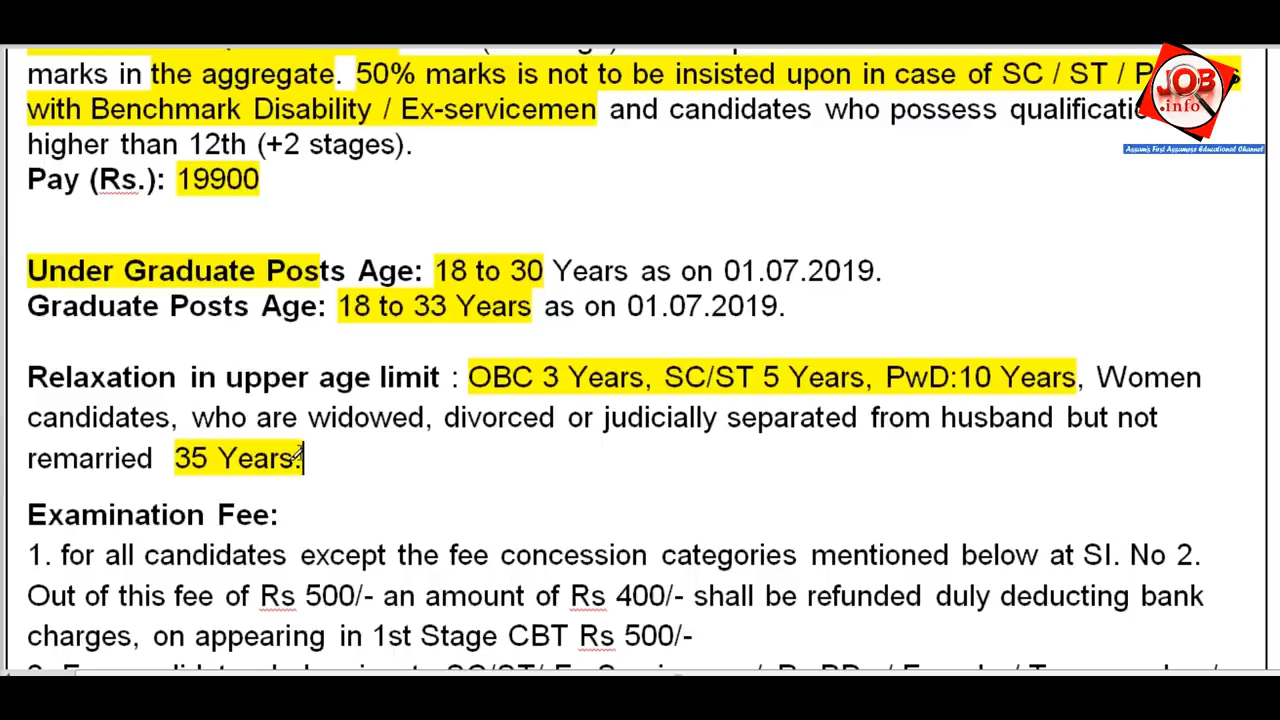 marks in the aggregate. 50% marks is not to be insisted upon in case of SC / ST /
with Benchmark Disability / Ex-servicemen and candidates who possess
higher than 12th (+2 stages).
Pay (Rs.): 19900
JOB
.info
Assam's First Assamese Educational Channel
Under Graduate Posts Age: 18 to 30 Years as on 01.07.2019.
Graduate Posts Age: 18 to 33 Years as on 01.07.2019.
Relaxation in upper age limit : OBC 3 Years, SC/ST 5 Years, PwD:10 Years, Women
candidates, who are widowed, divorced or judicially separated from husband but not
remarried 35 Years.
Examination Fee:
1. for all candidates except the fee concession categories mentioned below at SI. No 2.
Out of this fee of Rs 500/- an amount of Rs 400/- shall be refunded duly deducting bank
charges, on appearing in 1st Stage CBT Rs 500/-